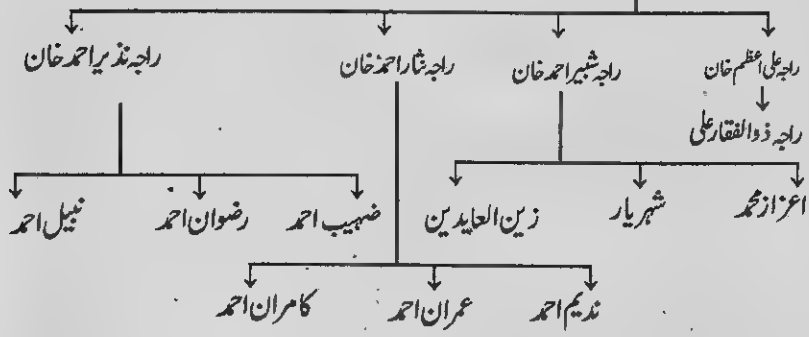 راجہ علی اعظم خان
راجہ شبیر احمد خان
راجہ نثار احمد خان
راجہ نذیر احمد خان
راجہ ذوالفقار علی
اعزاز محمد
شہریار
زین العابدین
ضہیب احمد
رضوان احمد
نبیل احمد
ندیم احمد
عمران احمد
کامران احمد